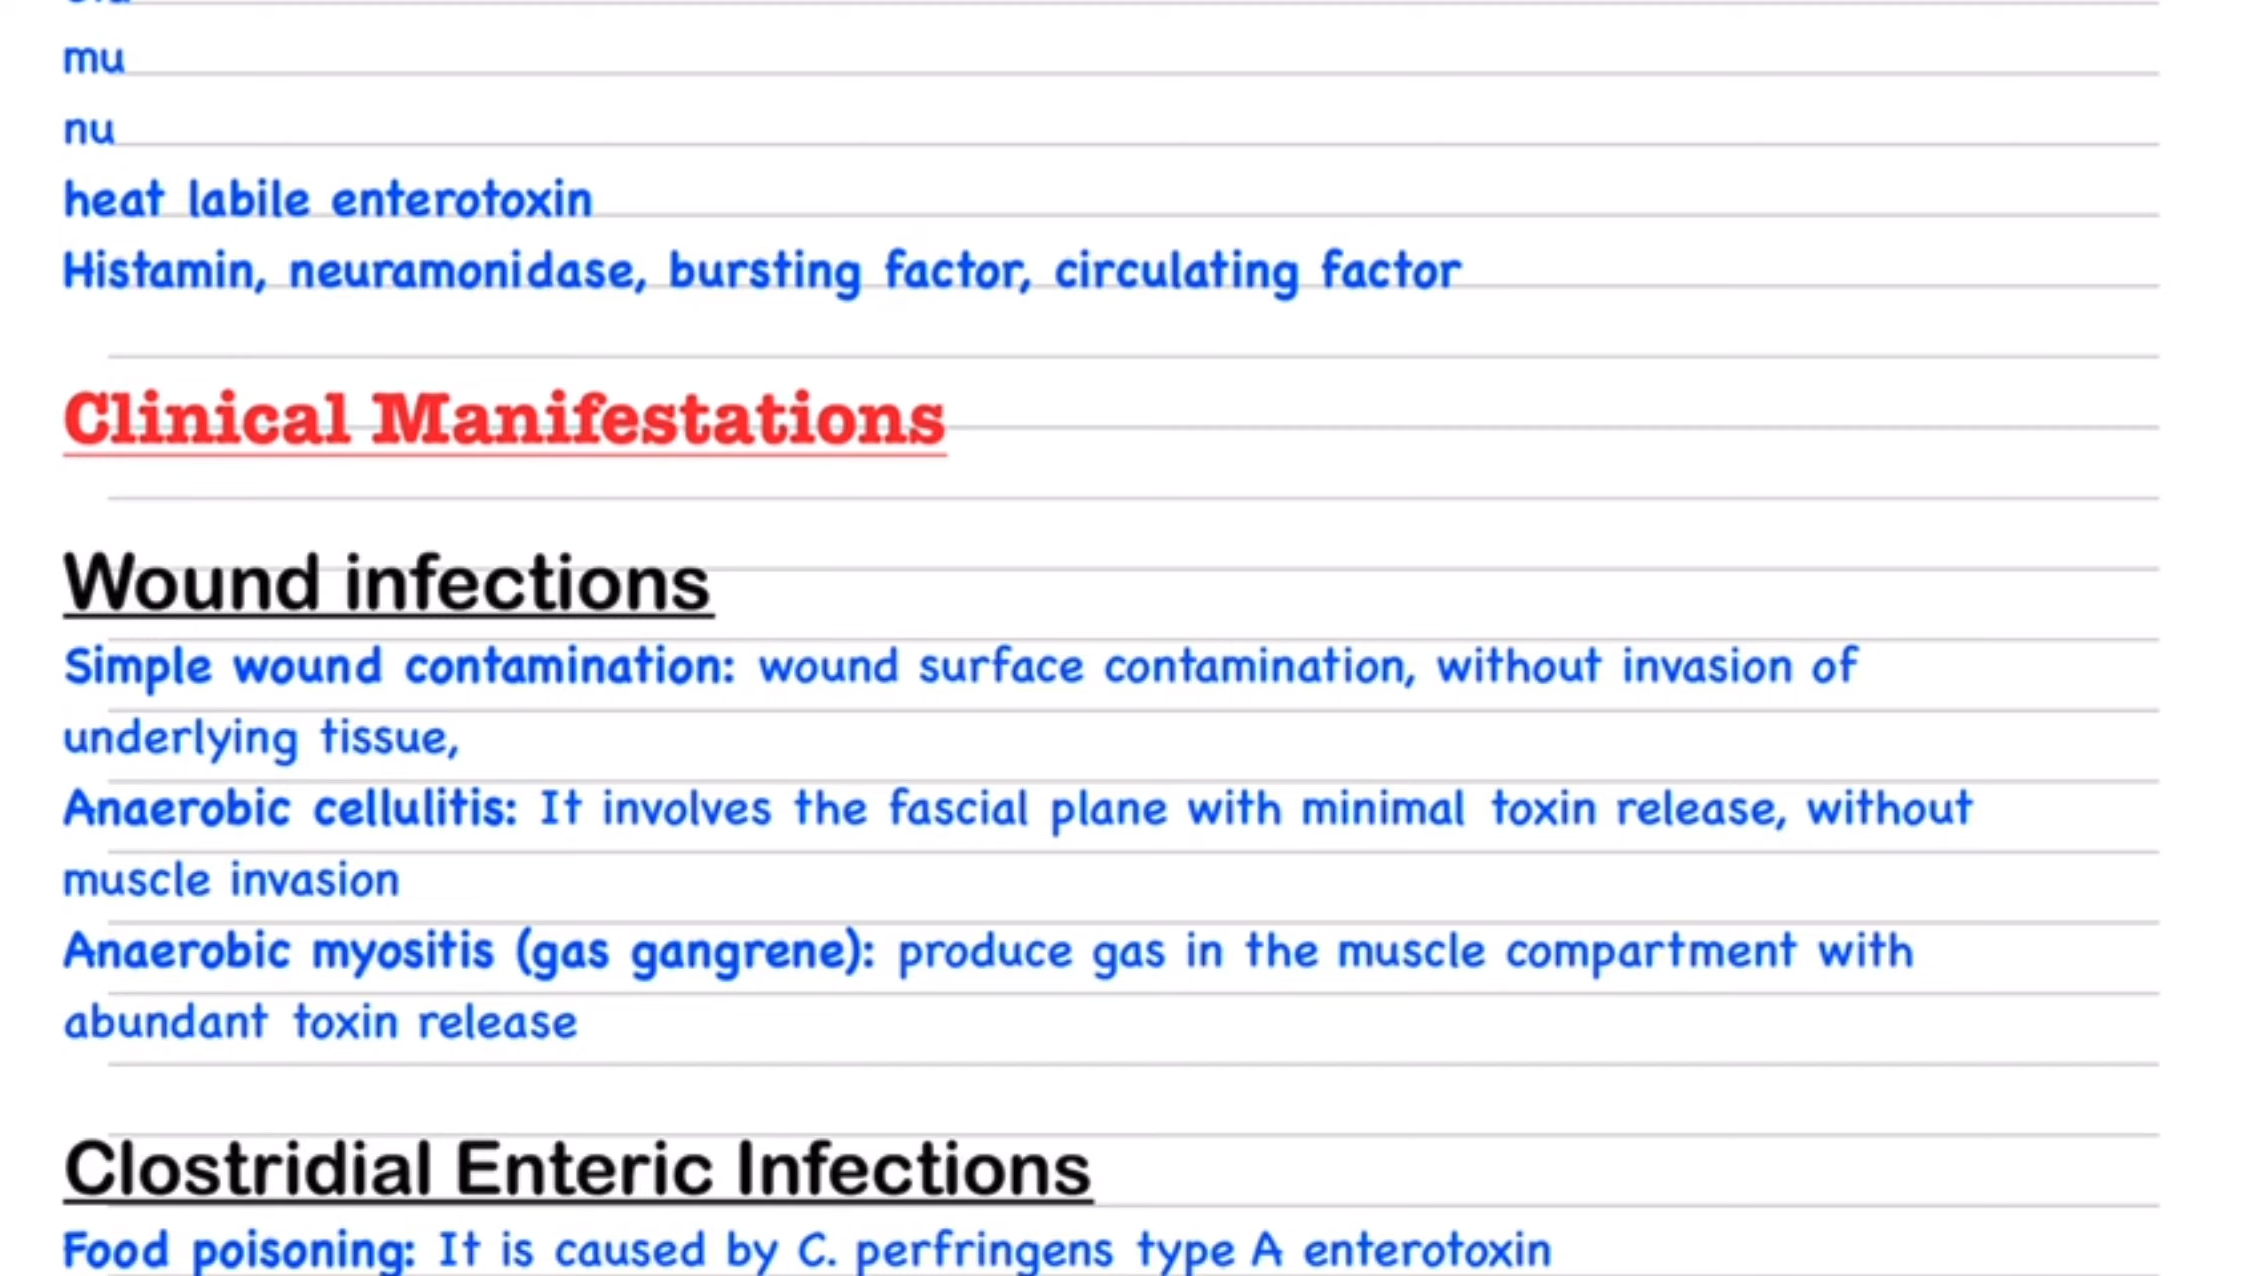 mu
nu
heat labile enterotoxin
Histamin, neuramonidase, bursting factor, circulating factor
Clinical Manifestations
Wound infections
Simple wound contamination: wound surface contamination, without invasion of
underlying tissue,
Anaerobic cellulitis: It involves the fascial plane with minimal toxin release, without
muscle invasion
Anaerobic myositis (gas gangrene): produce gas in the muscle compartment with
abundant toxin release
Clostridial Enteric Infections
Food poisoning: It is caused by C. perfringens type A enterotoxin